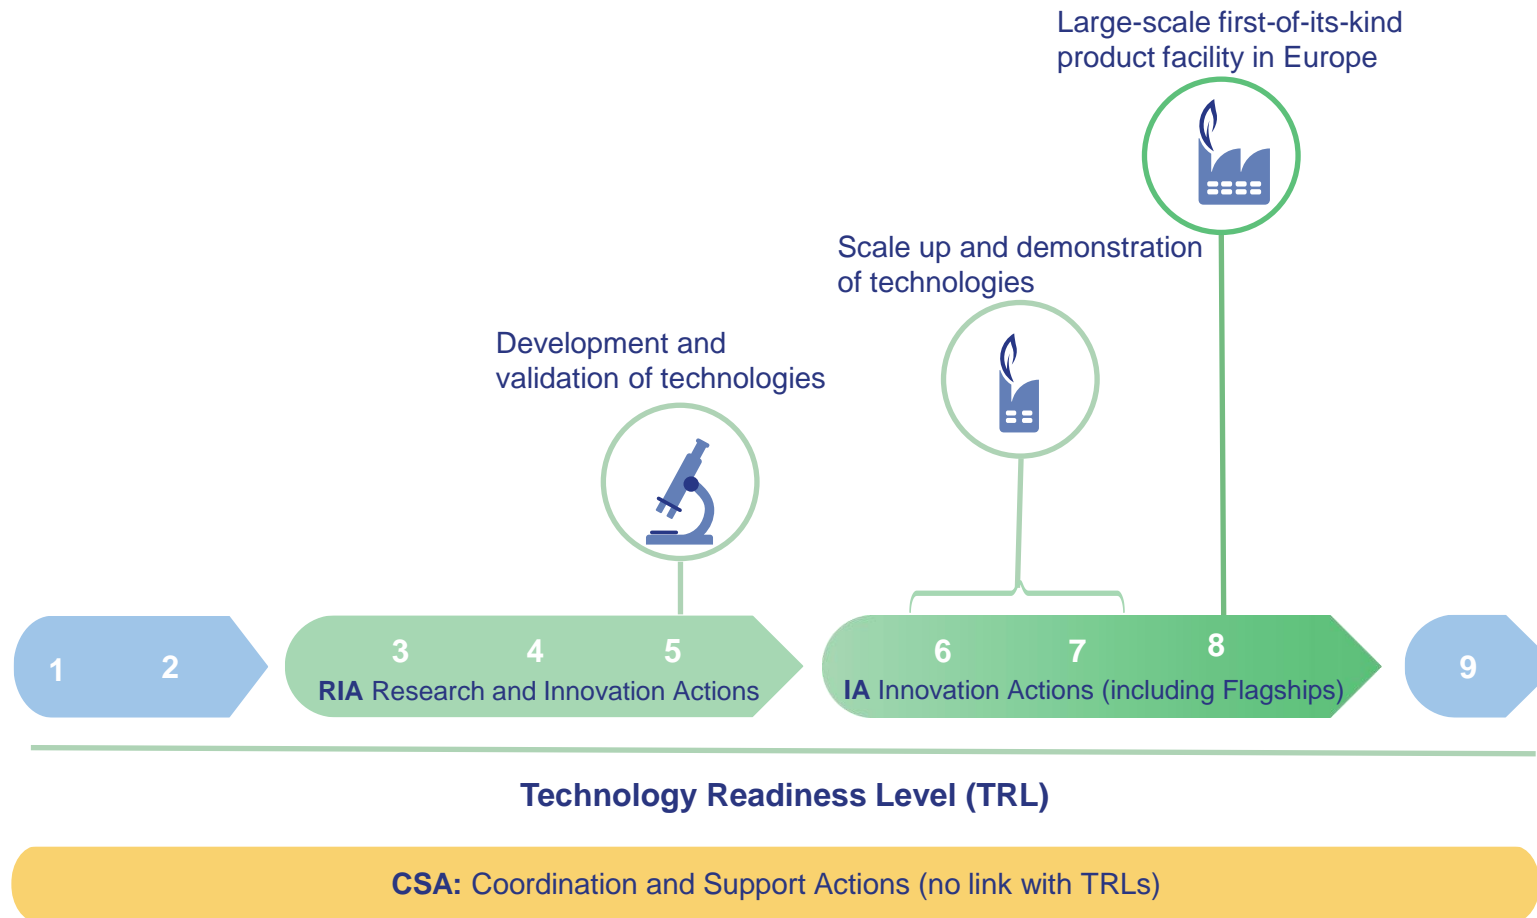 Large-scale first-of-its-kind
product facility in Europe
Scale up and demonstration
of technologies
Development and
validation of technologies
1 2 3 4 5 6 7 8 9
RIA Research and Innovation Actions
IA Innovation Actions (including Flagships)
Technology Readiness Level (TRL)
CSA: Coordination and Support Actions (no link with TRLs)